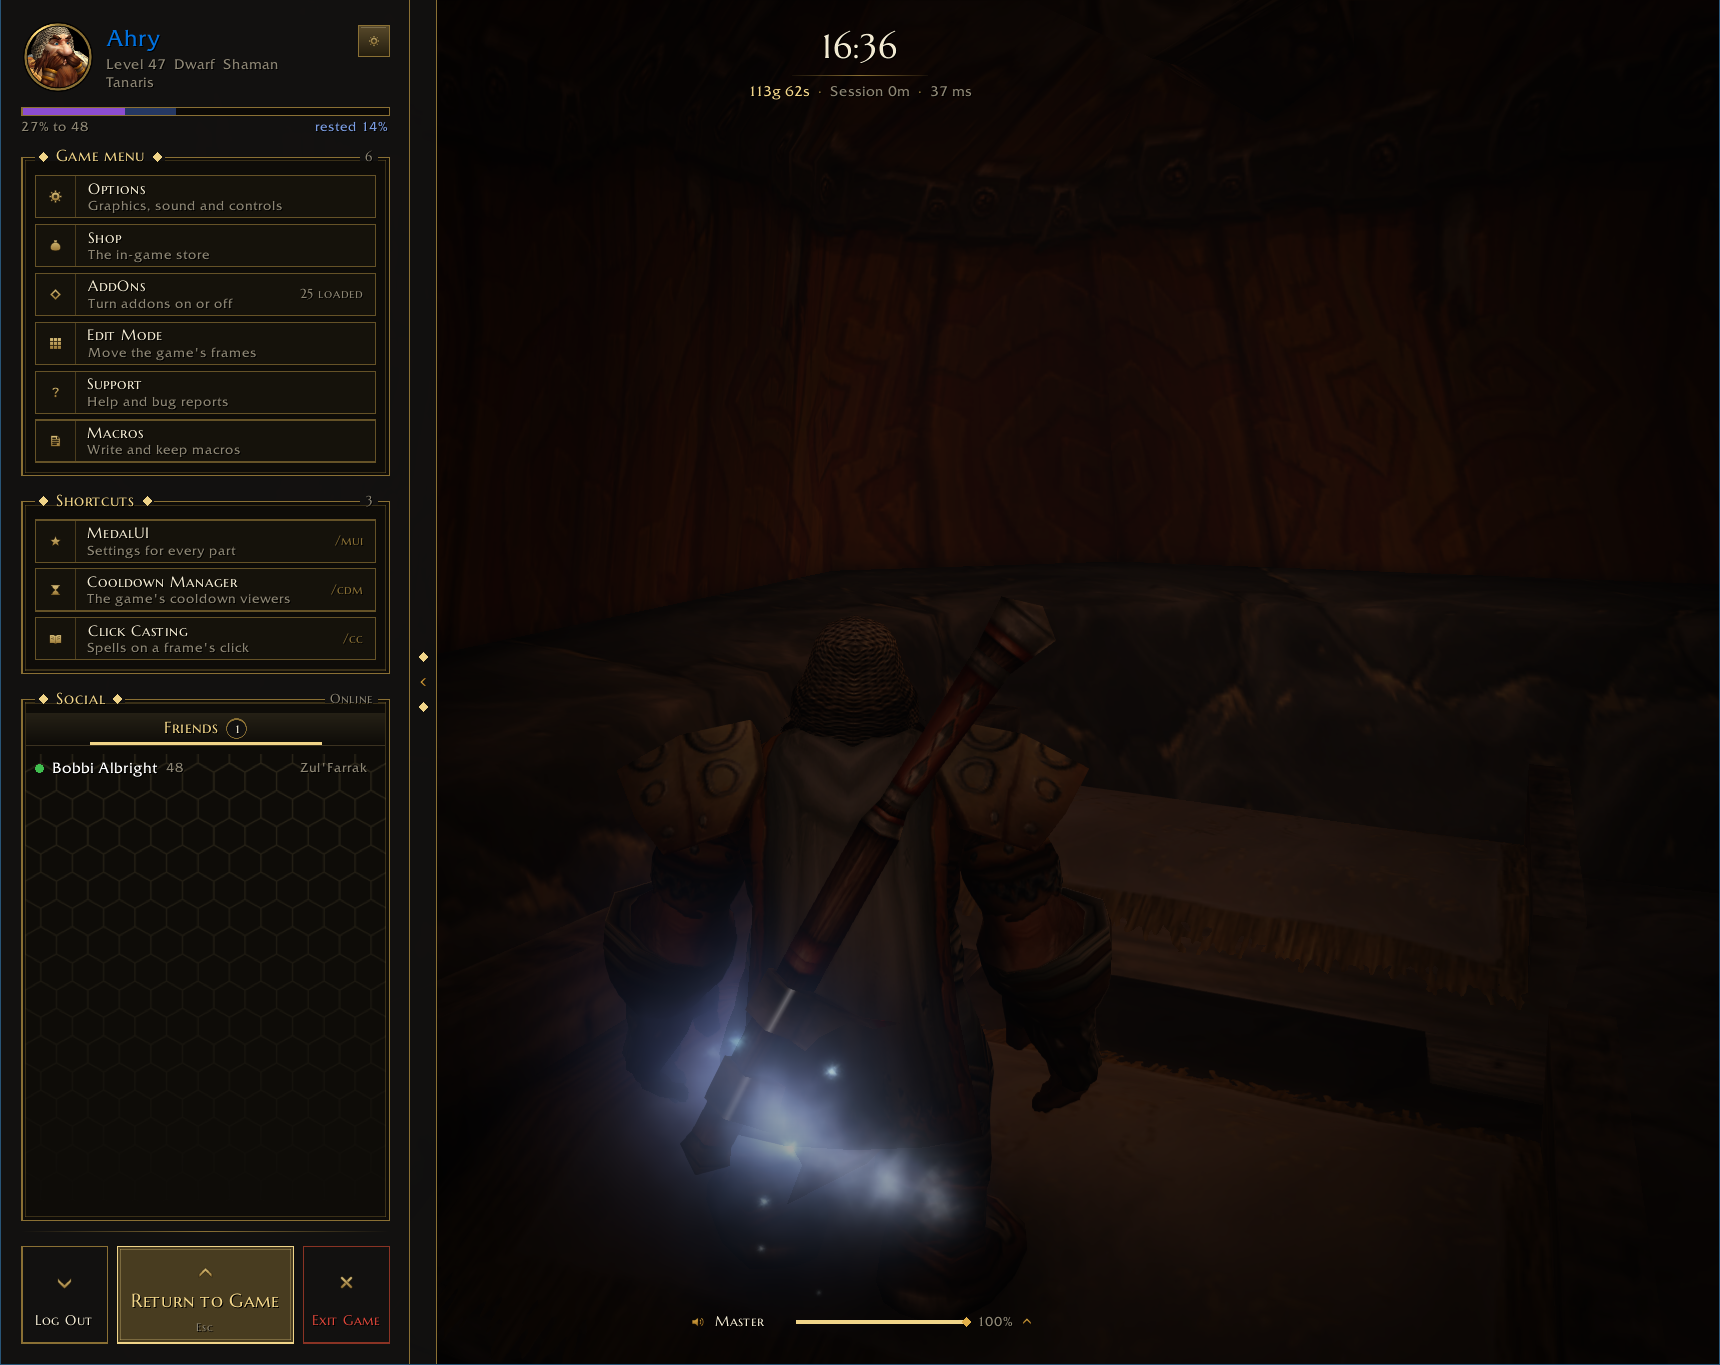 Ahry
Level 47 Dwarf Shaman
Tanaris
27% to 48
rested 14%
16:36
113g 62s · Session 0m · 37 ms
Game menu
6
Options
Graphics, sound and controls
Shop
The in-game store
AddOns
Turn addons on or off
25 loaded
Edit Mode
Move the game's frames
?
Support
Help and bug reports
Macros
Write and keep macros
Shortcuts
3
MedalUI
Settings for every part
/mui
Cooldown Manager
The game's cooldown viewers
/cdm
Click Casting
Spells on a frame's click
/cc
Social
Online
Friends 1
Bobbi Albright 48
Zul'Farrak
Log Out
Return to Game
Esc
Exit Game
Master
100%